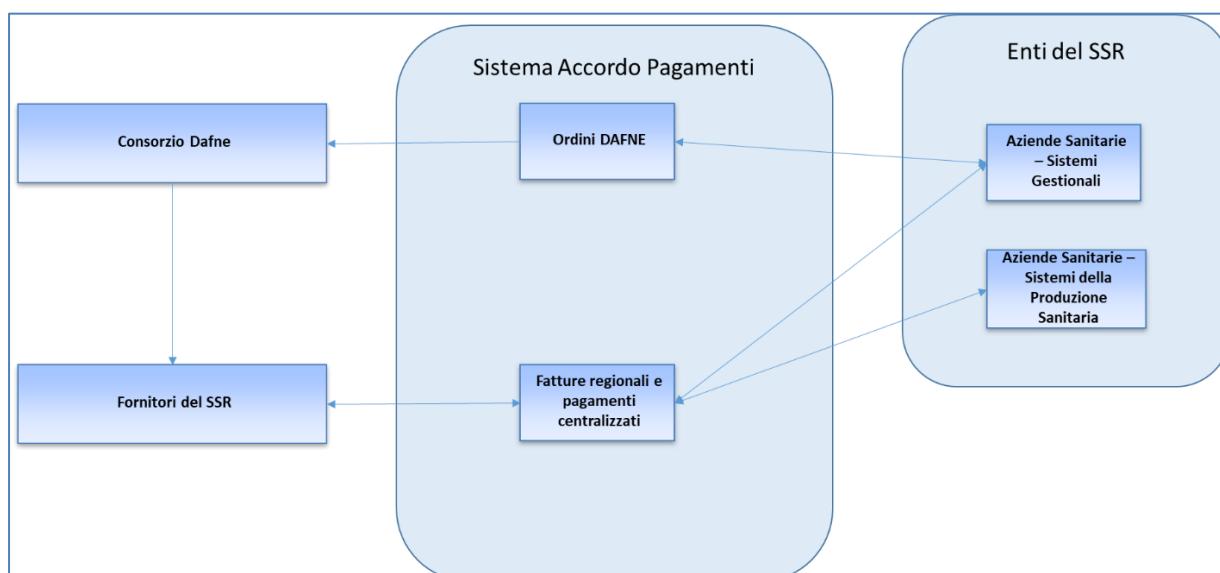 Sistema Accordo Pagamenti
Enti del SSR
Consorzio Dafne
Ordini DAFNE
Aziende Sanitarie
– Sistemi
Gestionali
Aziende Sanitarie –
Sistemi della
Produzione
Sanitaria
Fornitori del SSR
Fatture regionali e
pagamenti
centralizzati